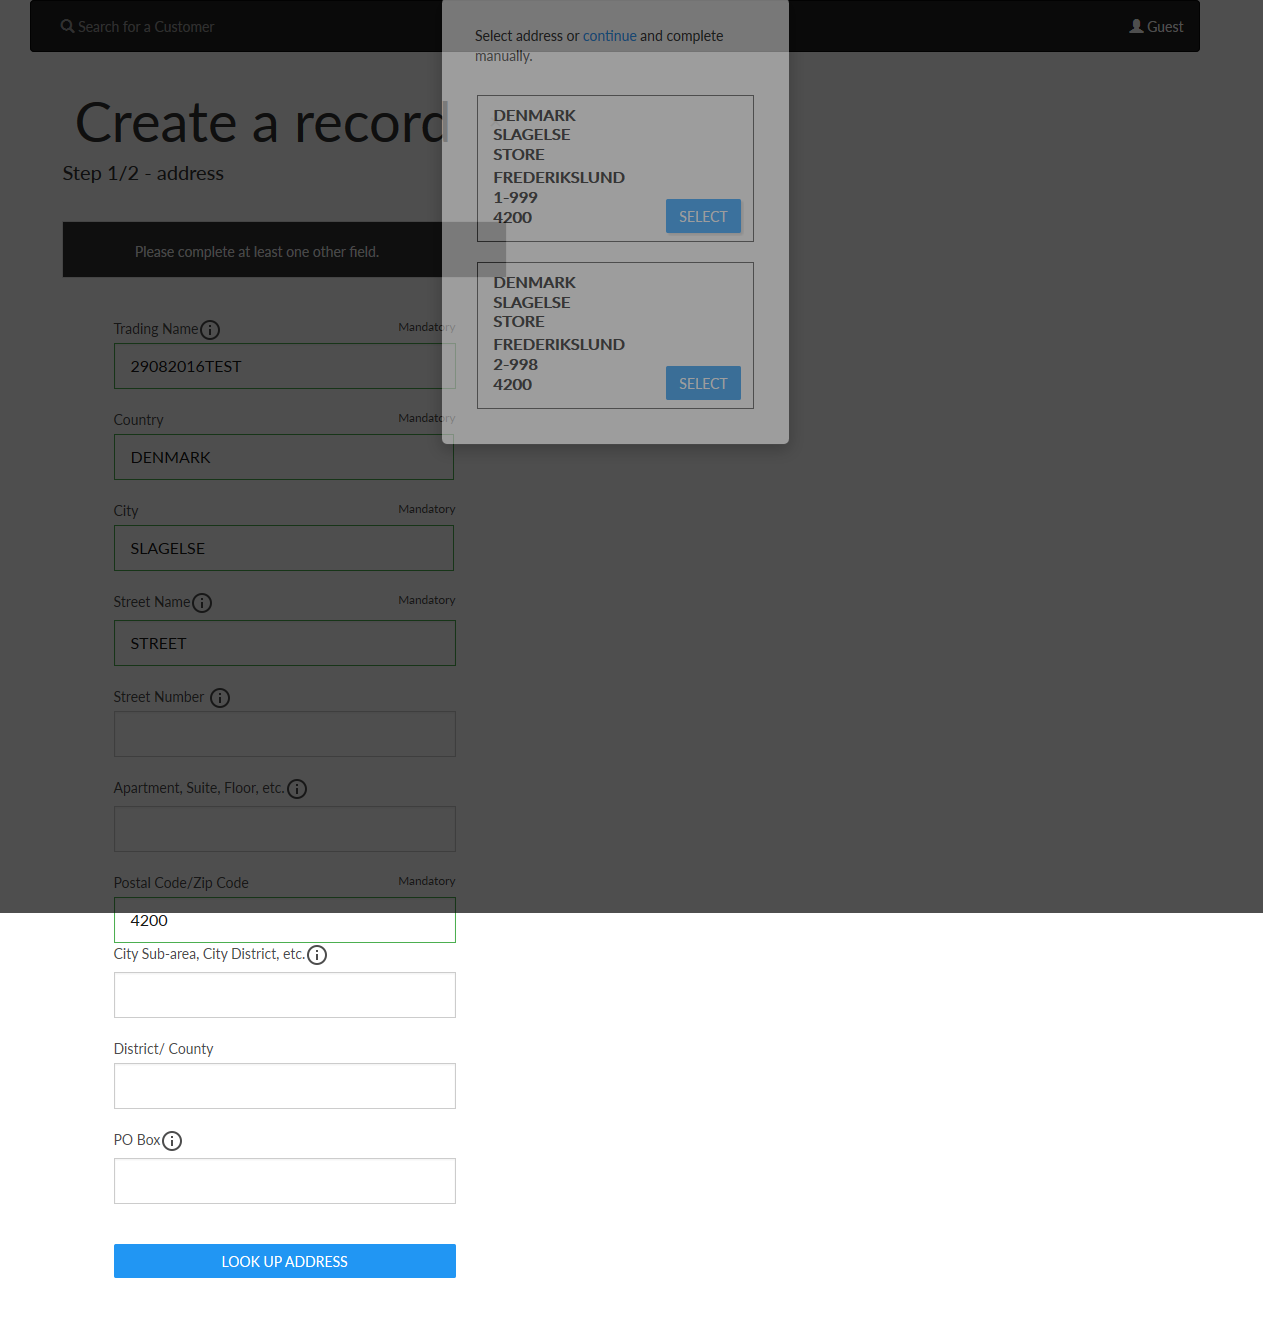 Search for a Customer
Guest
Select address or continue and complete
manually.
DENMARK
SLAGELSE
STORE
FREDERIKSLUND
1-999
4200
SELECT
DENMARK
SLAGELSE
STORE
FREDERIKSLUND
2-998
4200
SELECT
Create a record
Step 1/2 - address
Please complete at least one other field.
Trading Name
Mandatory
29082016TEST
Country
Mandatory
DENMARK
City
Mandatory
SLAGELSE
Street Name
Mandatory
STREET
Street Number
Apartment, Suite, Floor, etc.
Postal Code/Zip Code
Mandatory
4200
City Sub-area, City District, etc.
District/ County
PO Box
LOOK UP ADDRESS